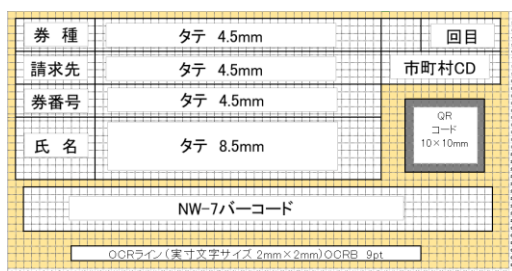 券 種 タテ 4.5mm 回目
請求先 タテ 4.5mm 市町村CD
券番号 タテ 4.5mm
QR
コード
10×10mm
氏 名 タテ 8.5mm
NW-7バーコード
OCRライン(実寸文字サイズ 2mm×2mm)OCRB 9pt